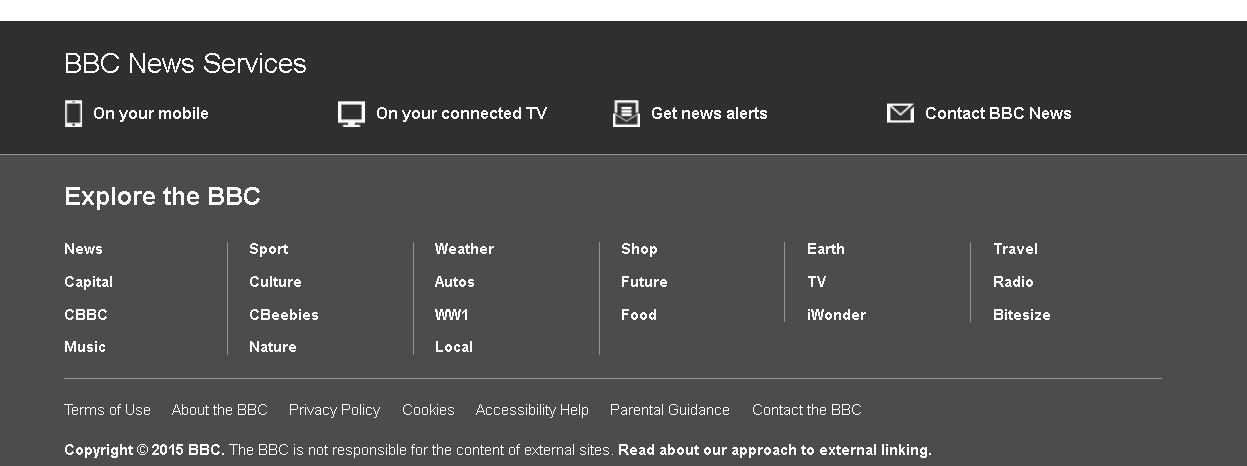 BBC News Services
On your mobile On your connected TV Get news alerts Contact BBC News
Explore the BBC
News Sport Weather Shop Earth Travel
Capital Culture Autos Future TV Radio
CBBC CBeebies WW1 Food iWonder Bitesize
Music Nature Local
Terms of Use About the BBC Privacy Policy Cookies Accessibility Help Parental Guidance Contact the BBC
Copyright © 2015 BBC. The BBC is not responsible for the content of external sites. Read about our approach to external linking.